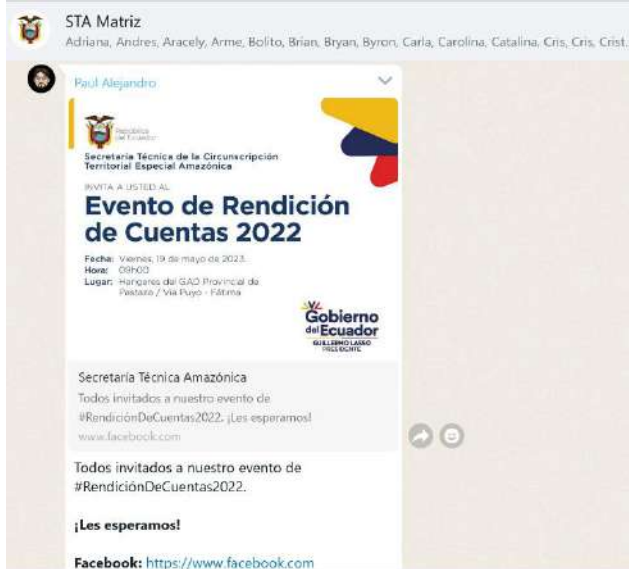 STA Matriz
Adriana, Andres, Aracely, Arme, Bolito, Brian, Bryan, Byron, Carla, Carolina, Catalina, Cris, Cris, Crist.
Paul Alejandro
República
del Ecuador
Secretaría Técnica de la Circunscripción
Territorial Especial Amazónica
INVITA A USTED AL
Evento de Rendición
de Cuentas 2022
Fecha: Viernes, 19 de mayo de 2023.
Hora: 09h00
Lugar: Hangares del GAD Provincial de
Pastaza / Vía Puyo - Fátima
Gobierno
del Ecuador
GUILLERMO LASSO
PRESIDENTE
Secretaría Técnica Amazónica
Todos invitados a nuestro evento de
#RendiciónDeCuentas2022. ¡Les esperamos!
www.facebook.com
Todos invitados a nuestro evento de
#RendiciónDeCuentas2022.
¡Les esperamos!
Facebook: https://www.facebook.com